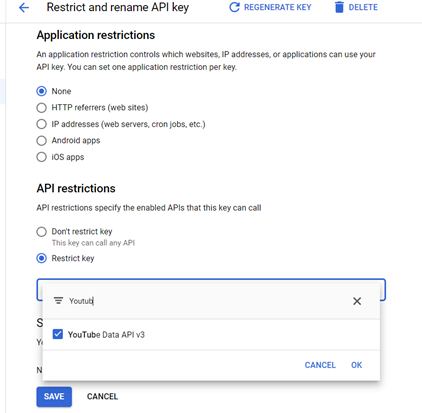 Restrict and rename API key
REGENERATE KEY
DELETE
Application restrictions
An application restriction controls which websites, IP addresses, or applications can use your
API key. You can set one application restriction per key.
None
HTTP referrers (web sites)
IP addresses (web servers, cron jobs, etc.)
Android apps
iOS apps
API restrictions
API restrictions specify the enabled APIs that this key can call
Don't restrict key
This key can call any API
Restrict key
Youtub
YouTube Data API v3
CANCEL
OK
SAVE
CANCEL